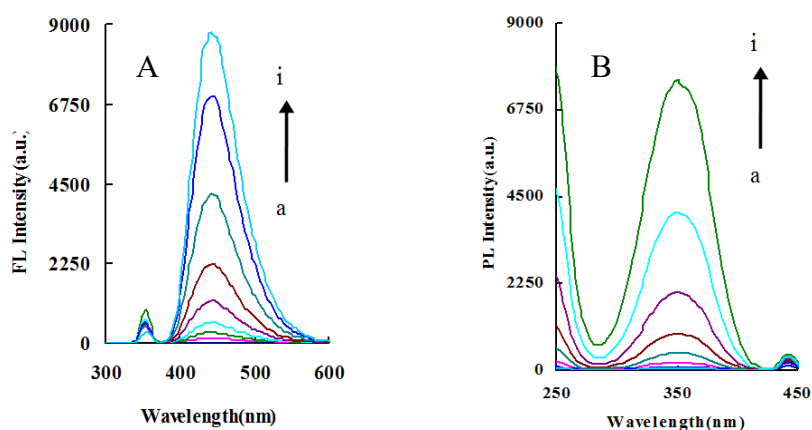 A
FL Intensity (a.u.)
9000
6750
4500
2250
0
i
a
300 400 500 600
Wavelength(nm)
B
PL Intensity (a.u.)
9000
6750
4500
2250
0
i
a
250 350 450
Wavelength(nm)